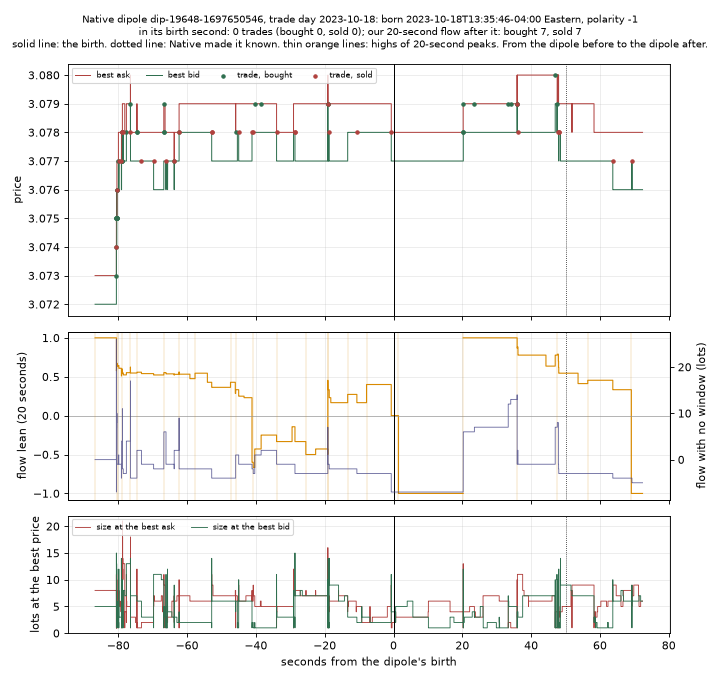 Native dipole dip-19648-1697650546, trade day 2023-10-18: born 2023-10-18T13:35:46-04:00 Eastern, polarity -1
in its birth second: 0 trades (bought 0, sold 0); our 20-second flow after it: bought 7, sold 7
solid line: the birth. dotted line: Native made it known. thin orange lines: highs of 20-second peaks. From the dipole before to the dipole after.
best ask
best bid
trade, bought
trade, sold
3.080
3.079
3.078
3.077
3.076
3.075
3.074
3.073
3.072
price
1.0
0.5
0.0
−0.5
−1.0
flow lean (20 seconds)
20
10
0
flow with no window (lots)
size at the best ask
size at the best bid
20
15
10
5
0
lots at the best price
−80
−60
−40
−20
0
20
40
60
80
seconds from the dipole's birth